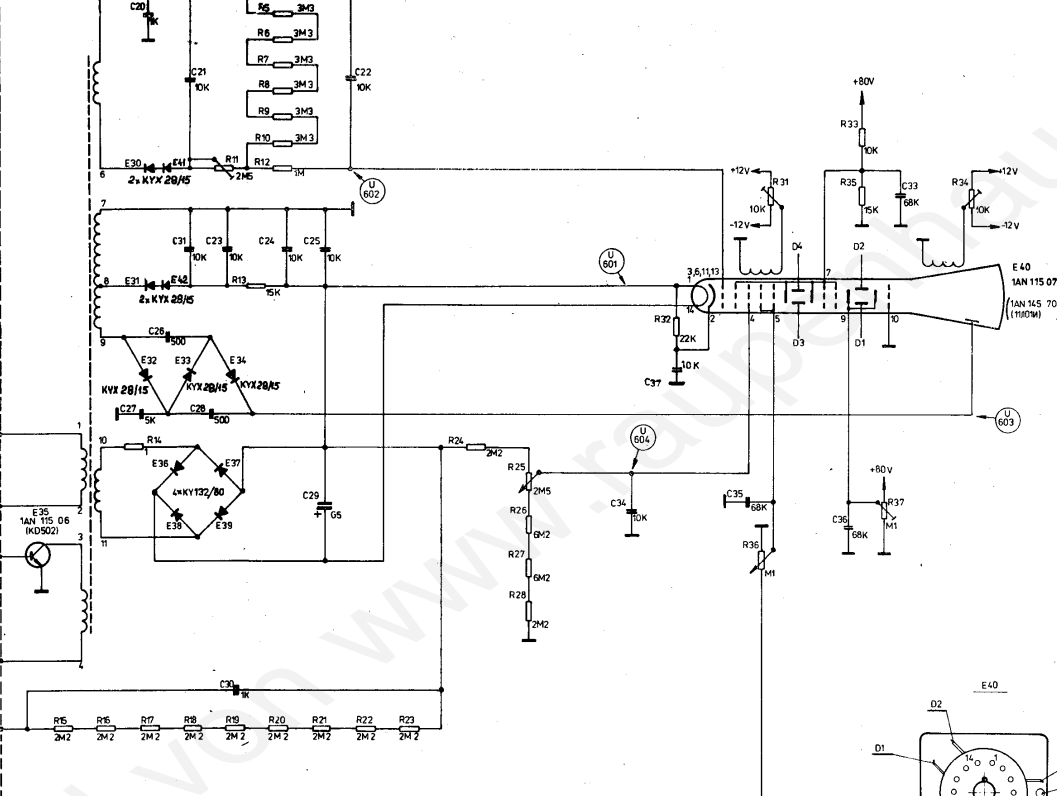 C20
1K
R5 3M3
R6 3M3
R7 3M3
R8 3M3
R9 3M3
R10 3M3
C21
10K
C22
10K
6
E30 E41
2x KYX 28/15
R11
2M5
R12
1M
U
602
+80V
R33
10K
+12V
R31
10K
-12V
R35
15K
C33
68K
R34
10K
+12V
-12V
7
C31
10K
C23
10K
C24
10K
C25
10K
8
E31 E42
2x KYX 28/15
R13
15K
U
601
1
3,6,11,13
14
2
4
5
7
9
10
D4
D2
D3
D1
E40
1AN 115 07
(1AN 145 70
R32
22K
10K
C37
9
C26
500
E32
E33
E34
KYX 28/15
KYX 28/15
KYX 28/15
C27
5K
C28
500
U
603
1
2
3
4
10
R14
11
E36
E37
4x KY132/80
E38
E39
C29
+
G5
R24
2M2
R25
2M5
R26
6M2
R27
6M2
R28
2M2
U
604
C34
10K
C35
68K
R36
M1
+80V
C36
68K
R37
M1
E35
1AN 115 06
(KD502)
C30
1K
R15 R16 R17 R18 R19 R20 R21 R22 R23
2M2 2M2 2M2 2M2 2M2 2M2 2M2 2M2 2M2
E40
D2
D1
14
1
von www.raupenhau